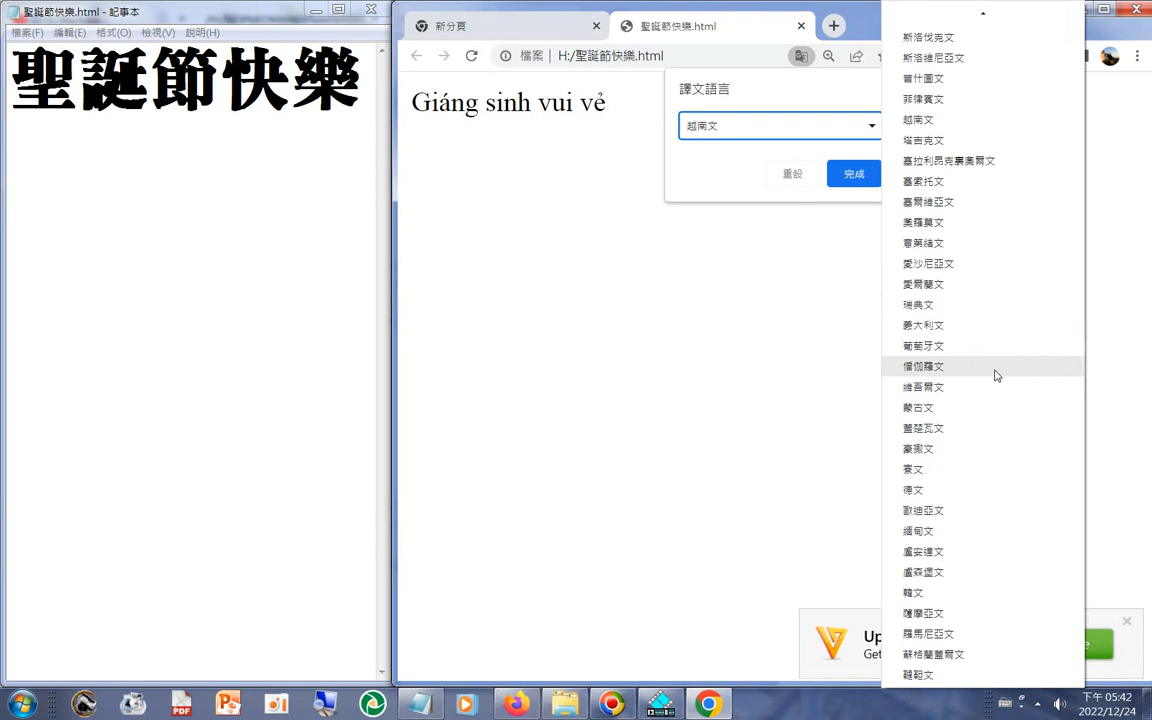 聖誕節快樂.html - 記事本
檔案(F) 編輯(E) 格式(O) 檢視(V) 說明(H)
聖誕節快樂
新分頁
聖誕節快樂.html
檔案 H:/聖誕節快樂.html
Giáng sinh vui vẻ
譯文語言
越南文
重設
完成
斯洛伐克文
斯洛維尼亞文
普什圖文
菲律賓文
越南文
塔吉克文
塞拉利昂克裏奧爾文
塞索托文
塞爾維亞文
奧羅莫文
意第緒文
愛沙尼亞文
愛爾蘭文
瑞典文
義大利文
葡萄牙文
僧伽羅文
維吾爾文
蒙古文
蓋楚瓦文
豪撒文
寮文
德文
歐迪亞文
緬甸文
盧安達文
盧森堡文
韓文
薩摩亞文
羅馬尼亞文
蘇格蘭蓋爾文
韃靼文
Up
Get
e
PDF
下午 05:42
2022/12/24